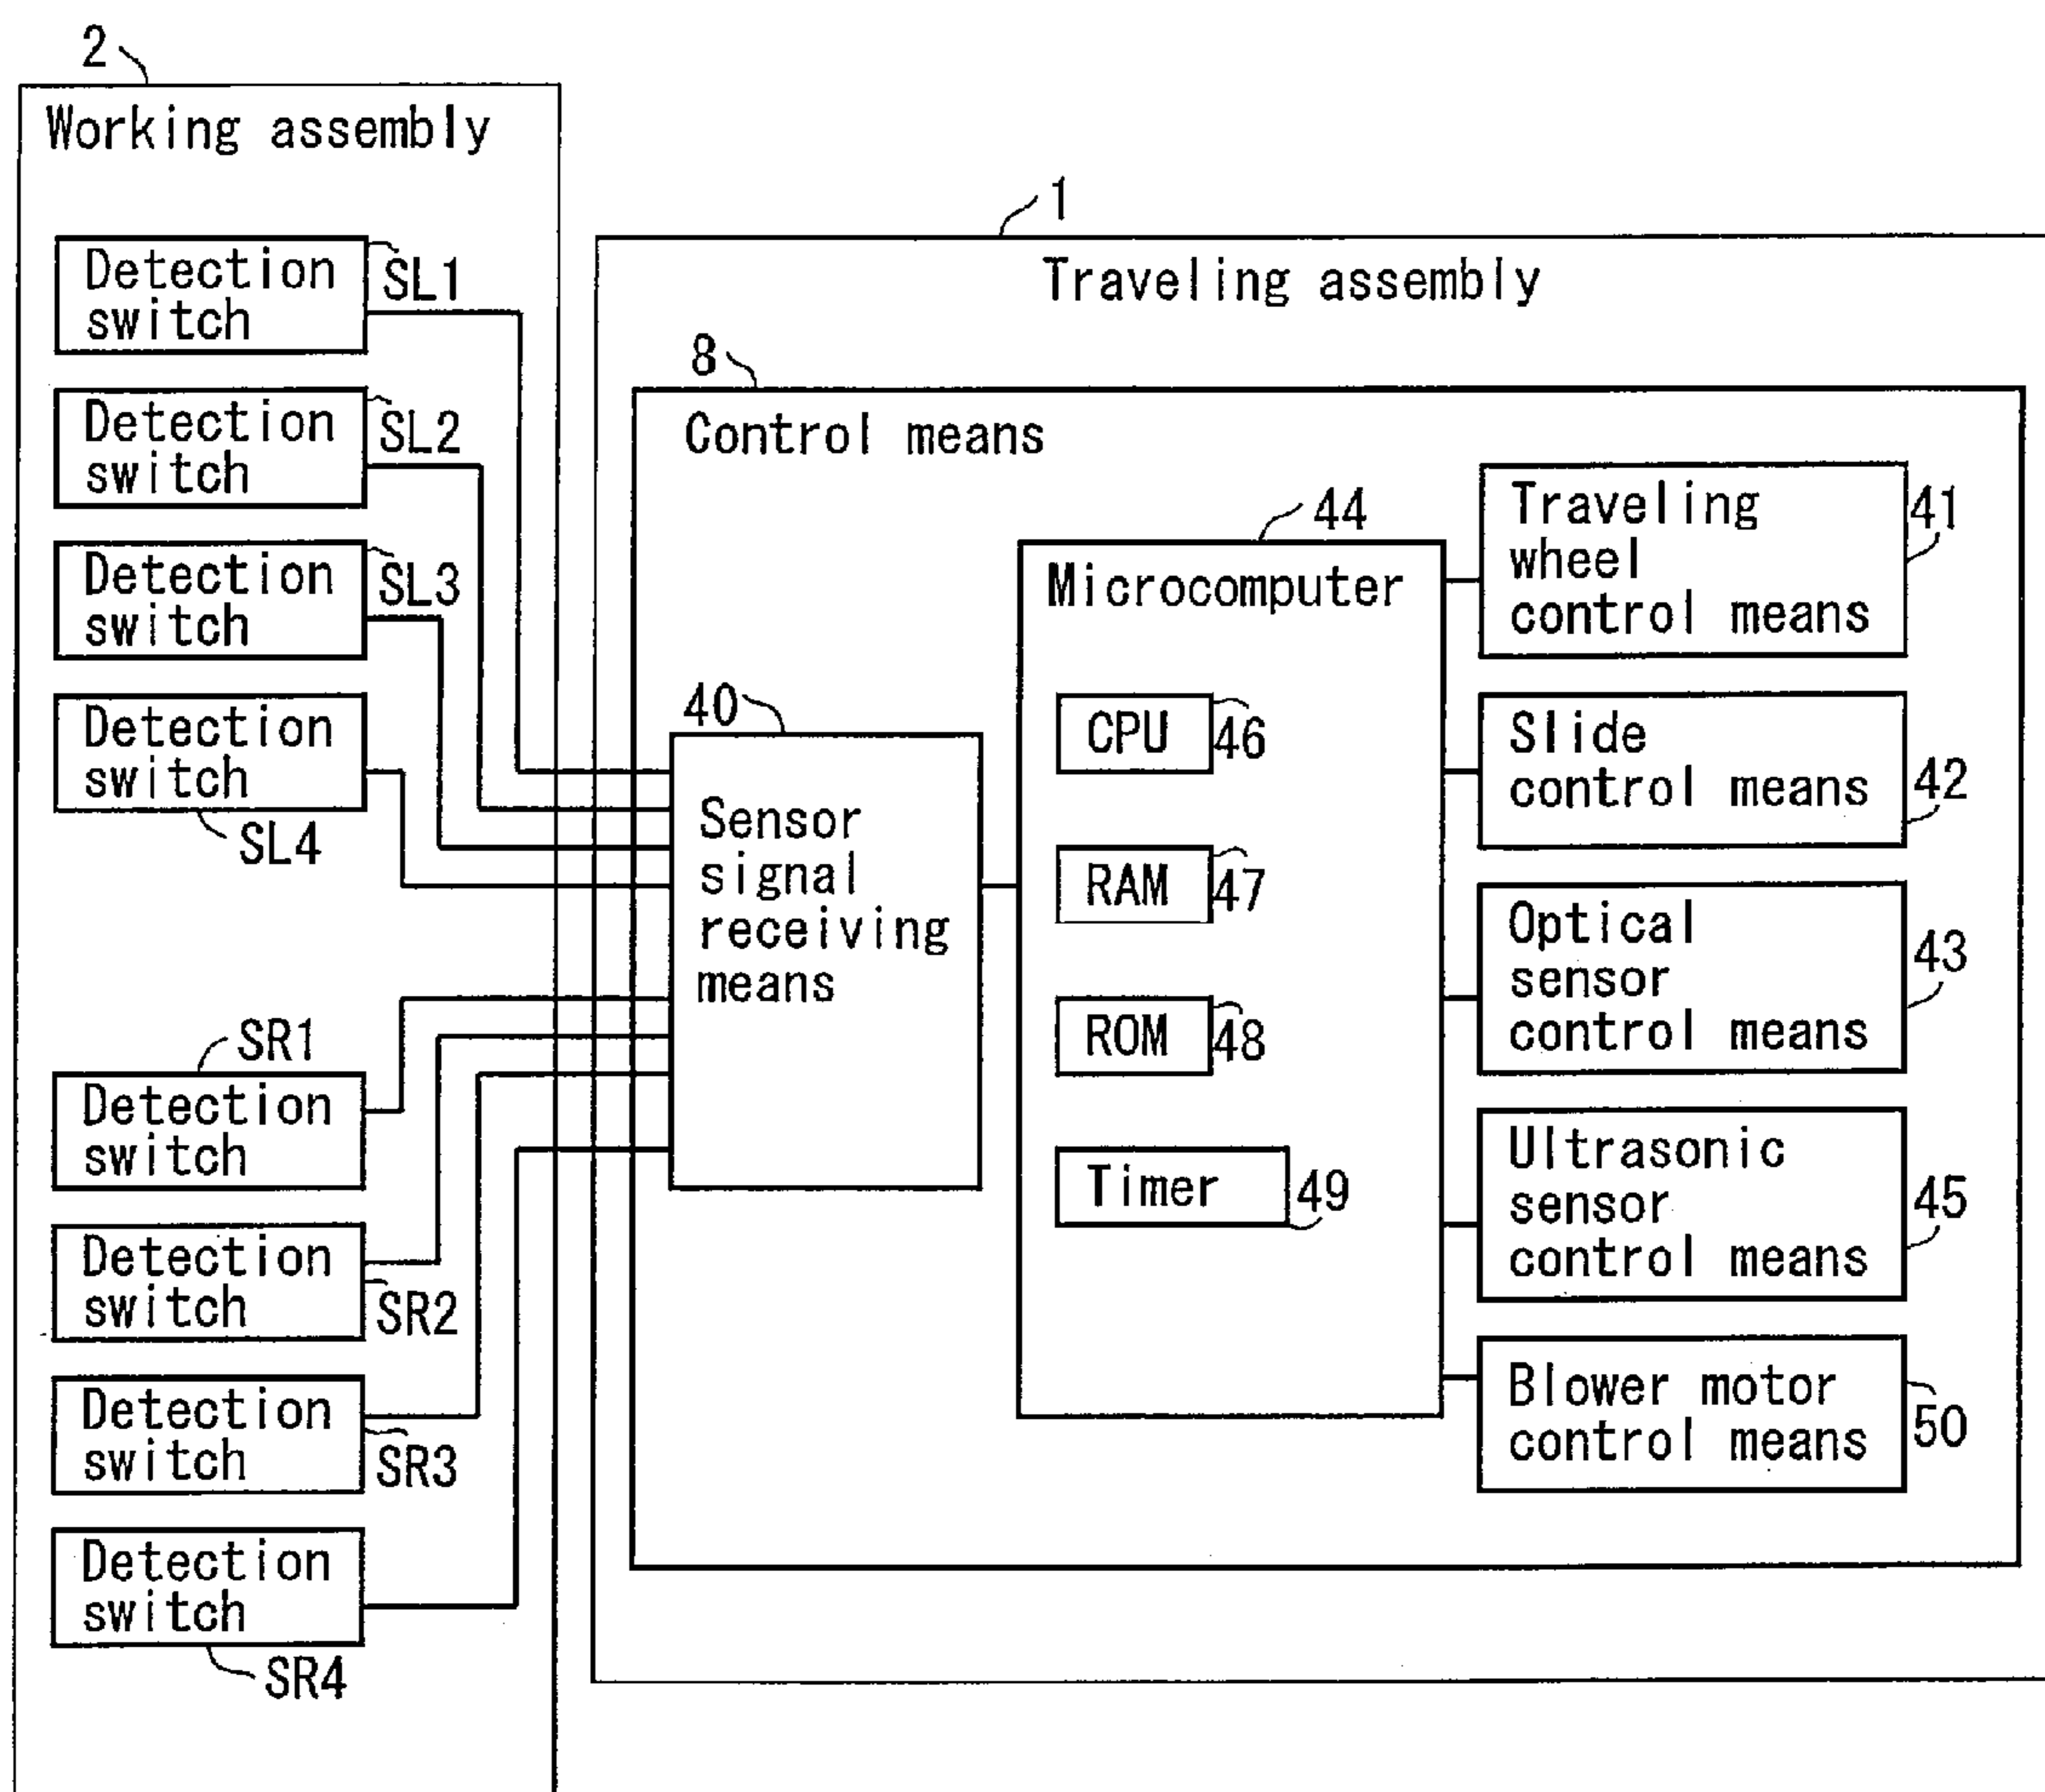 2
Working assembly
Detection
switch
SL1
Detection
switch
SL2
Detection
switch
SL3
Detection
switch
SL4
SR1
Detection
switch
Detection
switch
SR2
Detection
switch
SR3
Detection
switch
SR4
1
Traveling assembly
8
Control means
40
Sensor
signal
receiving
means
44
Microcomputer
CPU
46
RAM
47
ROM
48
Timer
49
Traveling
wheel
control means
41
Slide
control means
42
Optical
sensor
control means
43
Ultrasonic
sensor
control means
45
Blower motor
control means
50